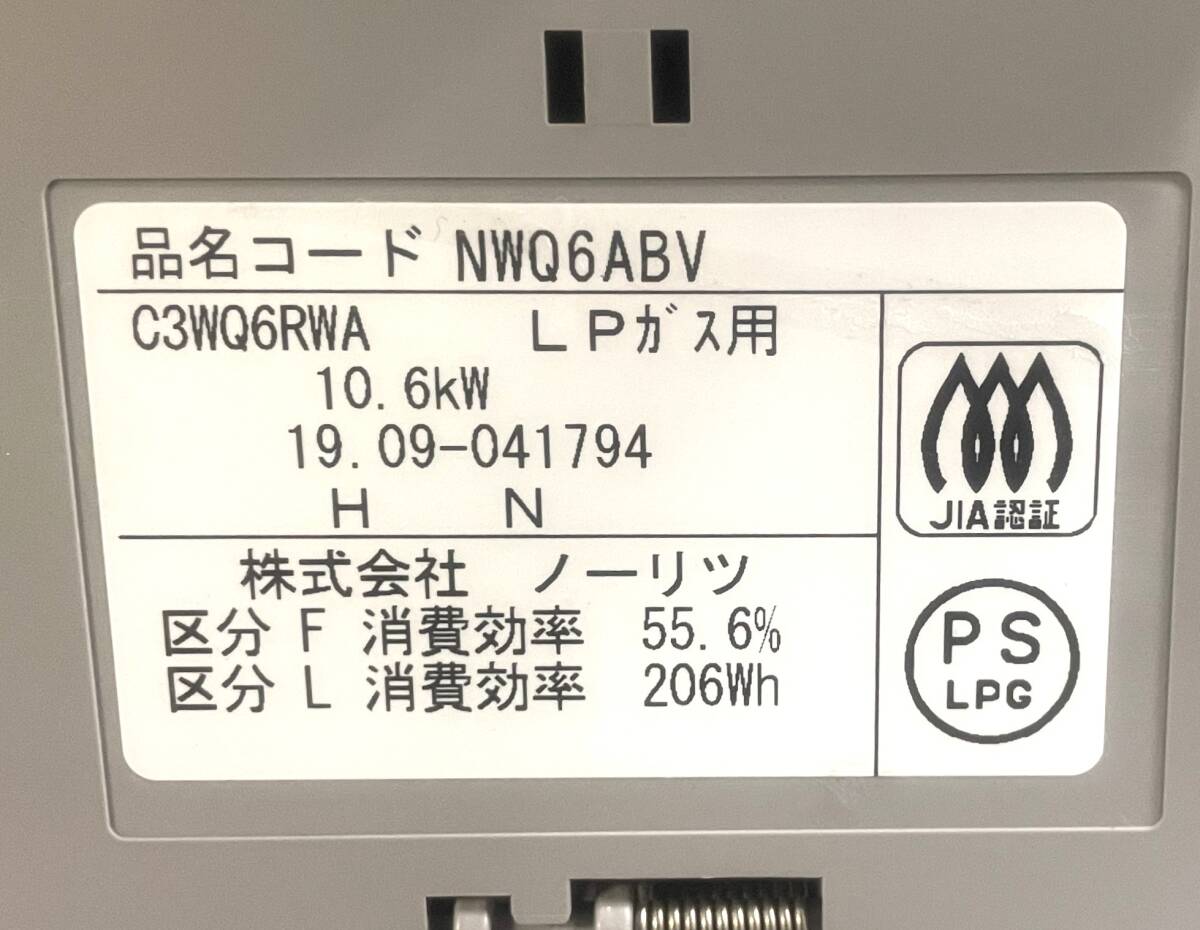 品名コード NWQ6ABV
C3WQ6RWA LPガス用
10.6kW
19.09-041794
H N
株式会社 ノーリツ
区分 F 消費効率 55.6%
区分 L 消費効率 206Wh
JIA認証
PS
LPG